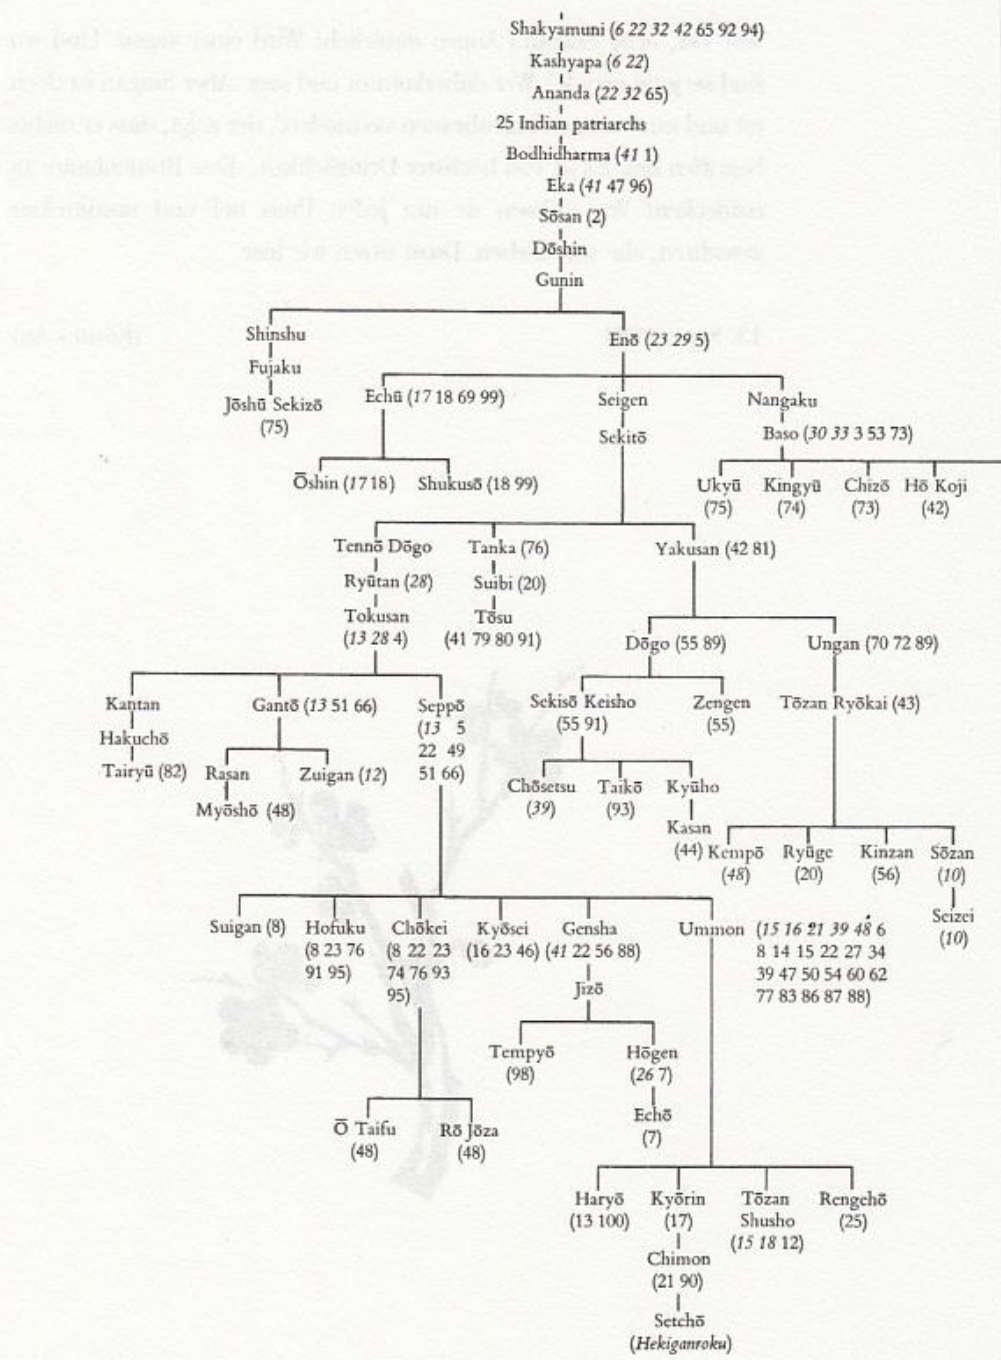 Shakyamuni (6 22 32 42 65 92 94)
Kashyapa (6 22)
Ananda (22 32 65)
25 Indian patriarchs
Bodhidharma (41 1)
Eka (41 47 96)
Sōsan (2)
Dōshin
Gunin
Shinshu
Fujaku
Jōshū Sekizō
(75)
Enō (23 29 5)
Echū (17 18 69 99)
Seigen
Nangaku
Sekitō
Baso (30 33 3 53 73)
Ōshin (17 18)
Shukusō (18 99)
Ukyū
(75)
Kingyū
(74)
Chizō
(73)
Hō Koji
(42)
Tennō Dōgo
Ryūtan (28)
Tokusan
(13 28 4)
Tanka (76)
Suibi (20)
Tōsu
(41 79 80 91)
Yakusan (42 81)
Dōgo (55 89)
Ungan (70 72 89)
Kantan
Hakuchō
Tairyū (82)
Gantō (13 51 66)
Rasan
Myōshō (48)
Zuigan (12)
Seppō
(13 5
22 49
51 66)
Sekisō Keisho
(55 91)
Zengen
(55)
Tōzan Ryōkai (43)
Chōsetsu
(39)
Taikō
(93)
Kyūho
Kasan
(44)
Kempō
(48)
Ryūge
(20)
Kinzan
(56)
Sōzan
(10)
Seizei
(10)
Suigan (8)
Hofuku
(8 23 76
91 95)
Chōkei
(8 22 23
74 76 93
95)
Kyōsei
(16 23 46)
Gensha
(41 22 56 88)
Ummon (15 16 21 39 48 6
8 14 15 22 27 34
39 47 50 54 60 62
77 83 86 87 88)
Jizō
Tempyō
(98)
Hōgen
(26 7)
Echō
(7)
Ō Taifu
(48)
Rō Jōza
(48)
Haryō
(13 100)
Kyōrin
(17)
Tōzan
Shusho
(15 18 12)
Rengehō
(25)
Chimon
(21 90)
Setchō
(Hekiganroku)